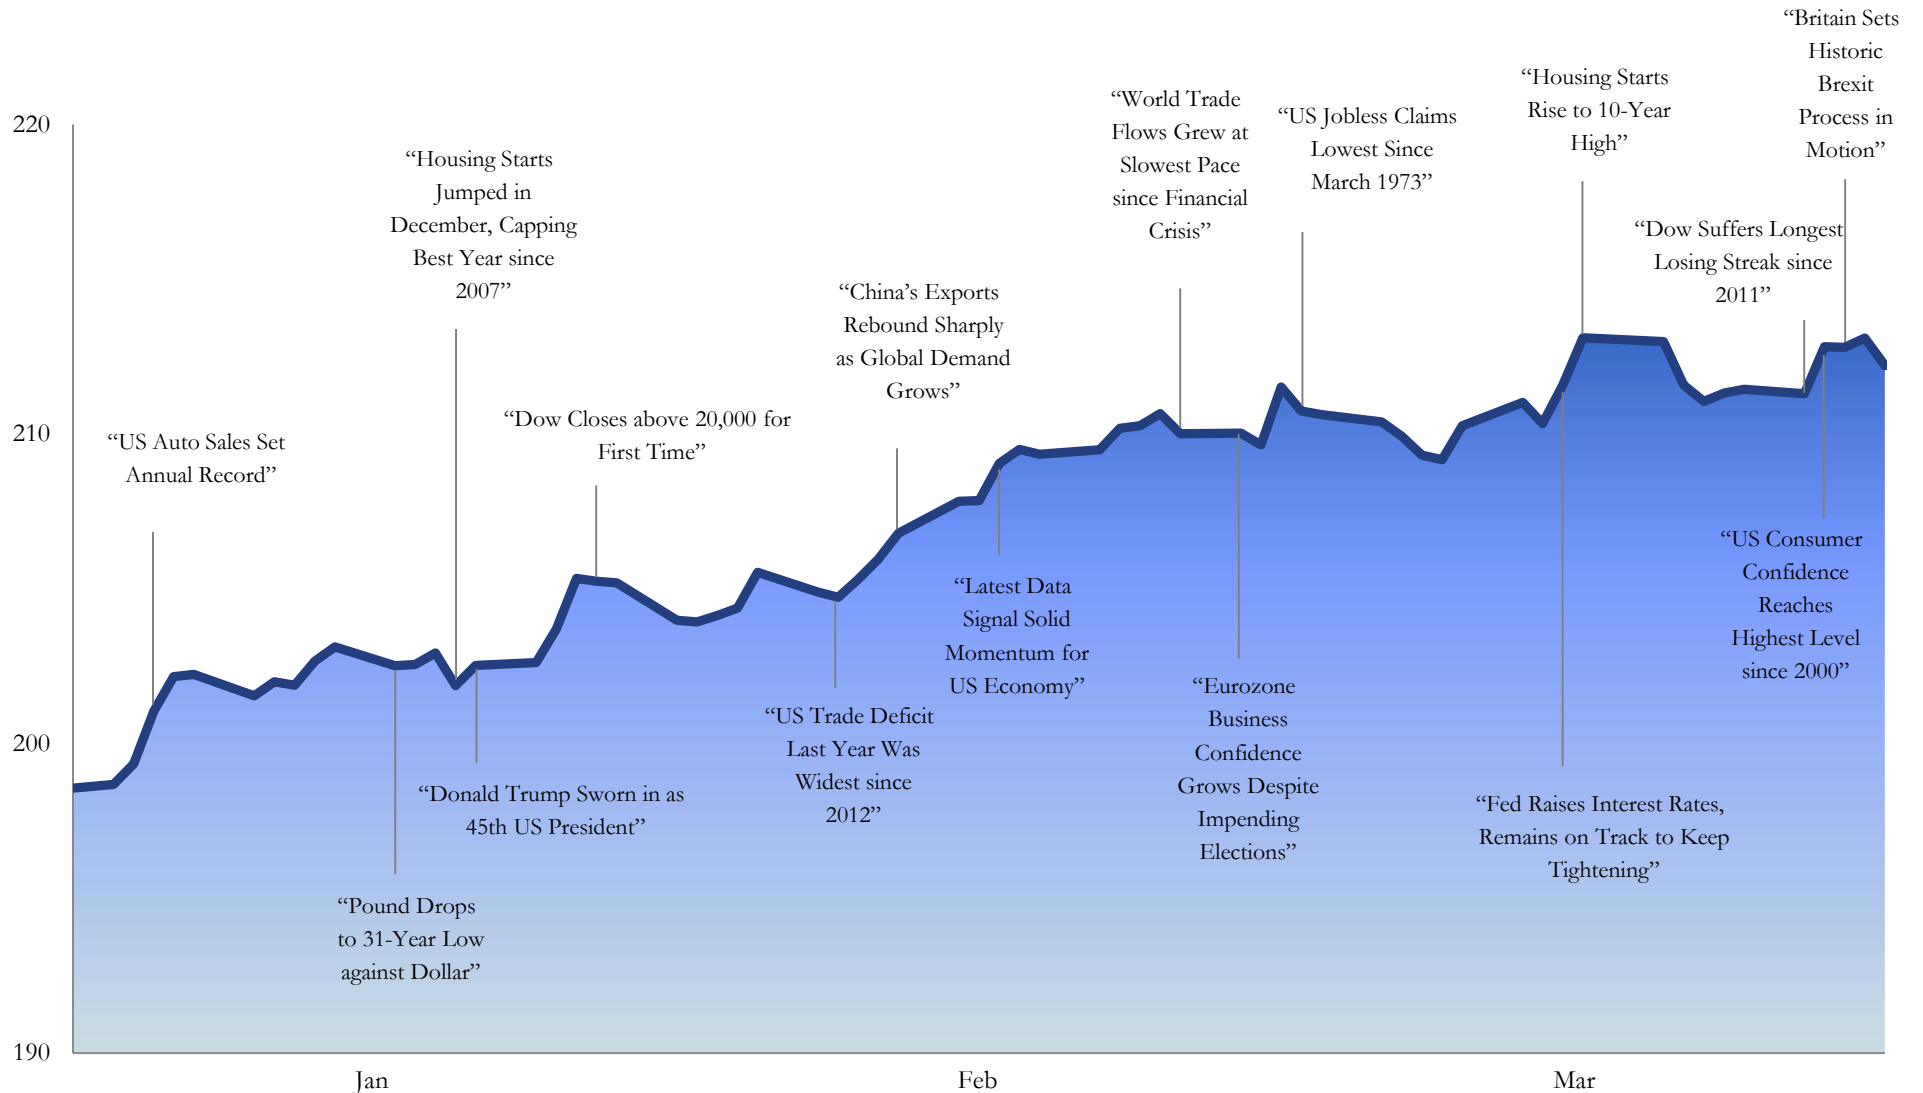 “Britain Sets
Historic
Brexit
Process in
Motion”
“Housing Starts
Rise to 10-Year
High”
“World Trade
Flows Grew at
Slowest Pace
since Financial
Crisis”
“US Jobless Claims
Lowest Since
March 1973”
220
“Housing Starts
Jumped in
December, Capping
Best Year since
2007”
“Dow Suffers Longest
Losing Streak since
2011”
“China’s Exports
Rebound Sharply
as Global Demand
Grows”
“Dow Closes above 20,000 for
First Time”
210
“US Auto Sales Set
Annual Record”
“US Consumer
Confidence
Reaches
Highest Level
since 2000”
“Latest Data
Signal Solid
Momentum for
US Economy”
“Eurozone
Business
Confidence
Grows Despite
Impending
Elections”
“US Trade Deficit
Last Year Was
Widest since
2012”
200
“Donald Trump Sworn in as
45th US President”
“Fed Raises Interest Rates,
Remains on Track to Keep
Tightening”
“Pound Drops
to 31-Year Low
against Dollar”
190
Jan
Feb
Mar